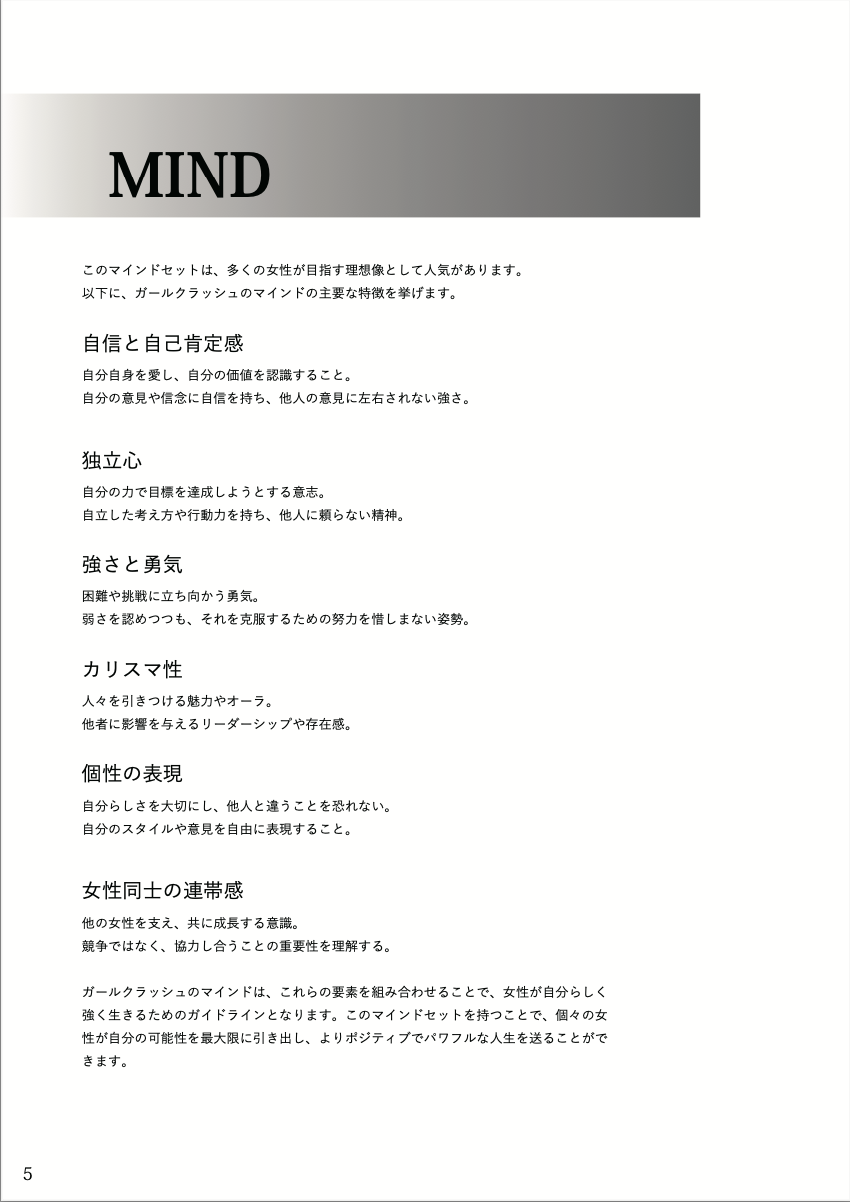 MIND
このマインドセットは、多くの女性が目指す理想像として人気があります。
以下に、ガールクラッシュのマインドの主要な特徴を挙げます。
自信と自己肯定感
自分自身を愛し、自分の価値を認識すること。
自分の意見や信念に自信を持ち、他人の意見に左右されない強さ。
独立心
自分の力で目標を達成しようとする意志。
自立した考え方や行動力を持ち、他人に頼らない精神。
強さと勇気
困難や挑戦に立ち向かう勇気。
弱さを認めつつも、それを克服するための努力を惜しまない姿勢。
カリスマ性
人々を引きつける魅力やオーラ。
他者に影響を与えるリーダーシップや存在感。
個性の表現
自分らしさを大切にし、他人と違うことを恐れない。
自分のスタイルや意見を自由に表現すること。
女性同士の連帯感
他の女性を支え、共に成長する意識。
競争ではなく、協力し合うことの重要性を理解する。
ガールクラッシュのマインドは、これらの要素を組み合わせることで、女性が自分らしく
強く生きるためのガイドラインとなります。このマインドセットを持つことで、個々の女
性が自分の可能性を最大限に引き出し、よりポジティブでパワフルな人生を送ることがで
きます。
5